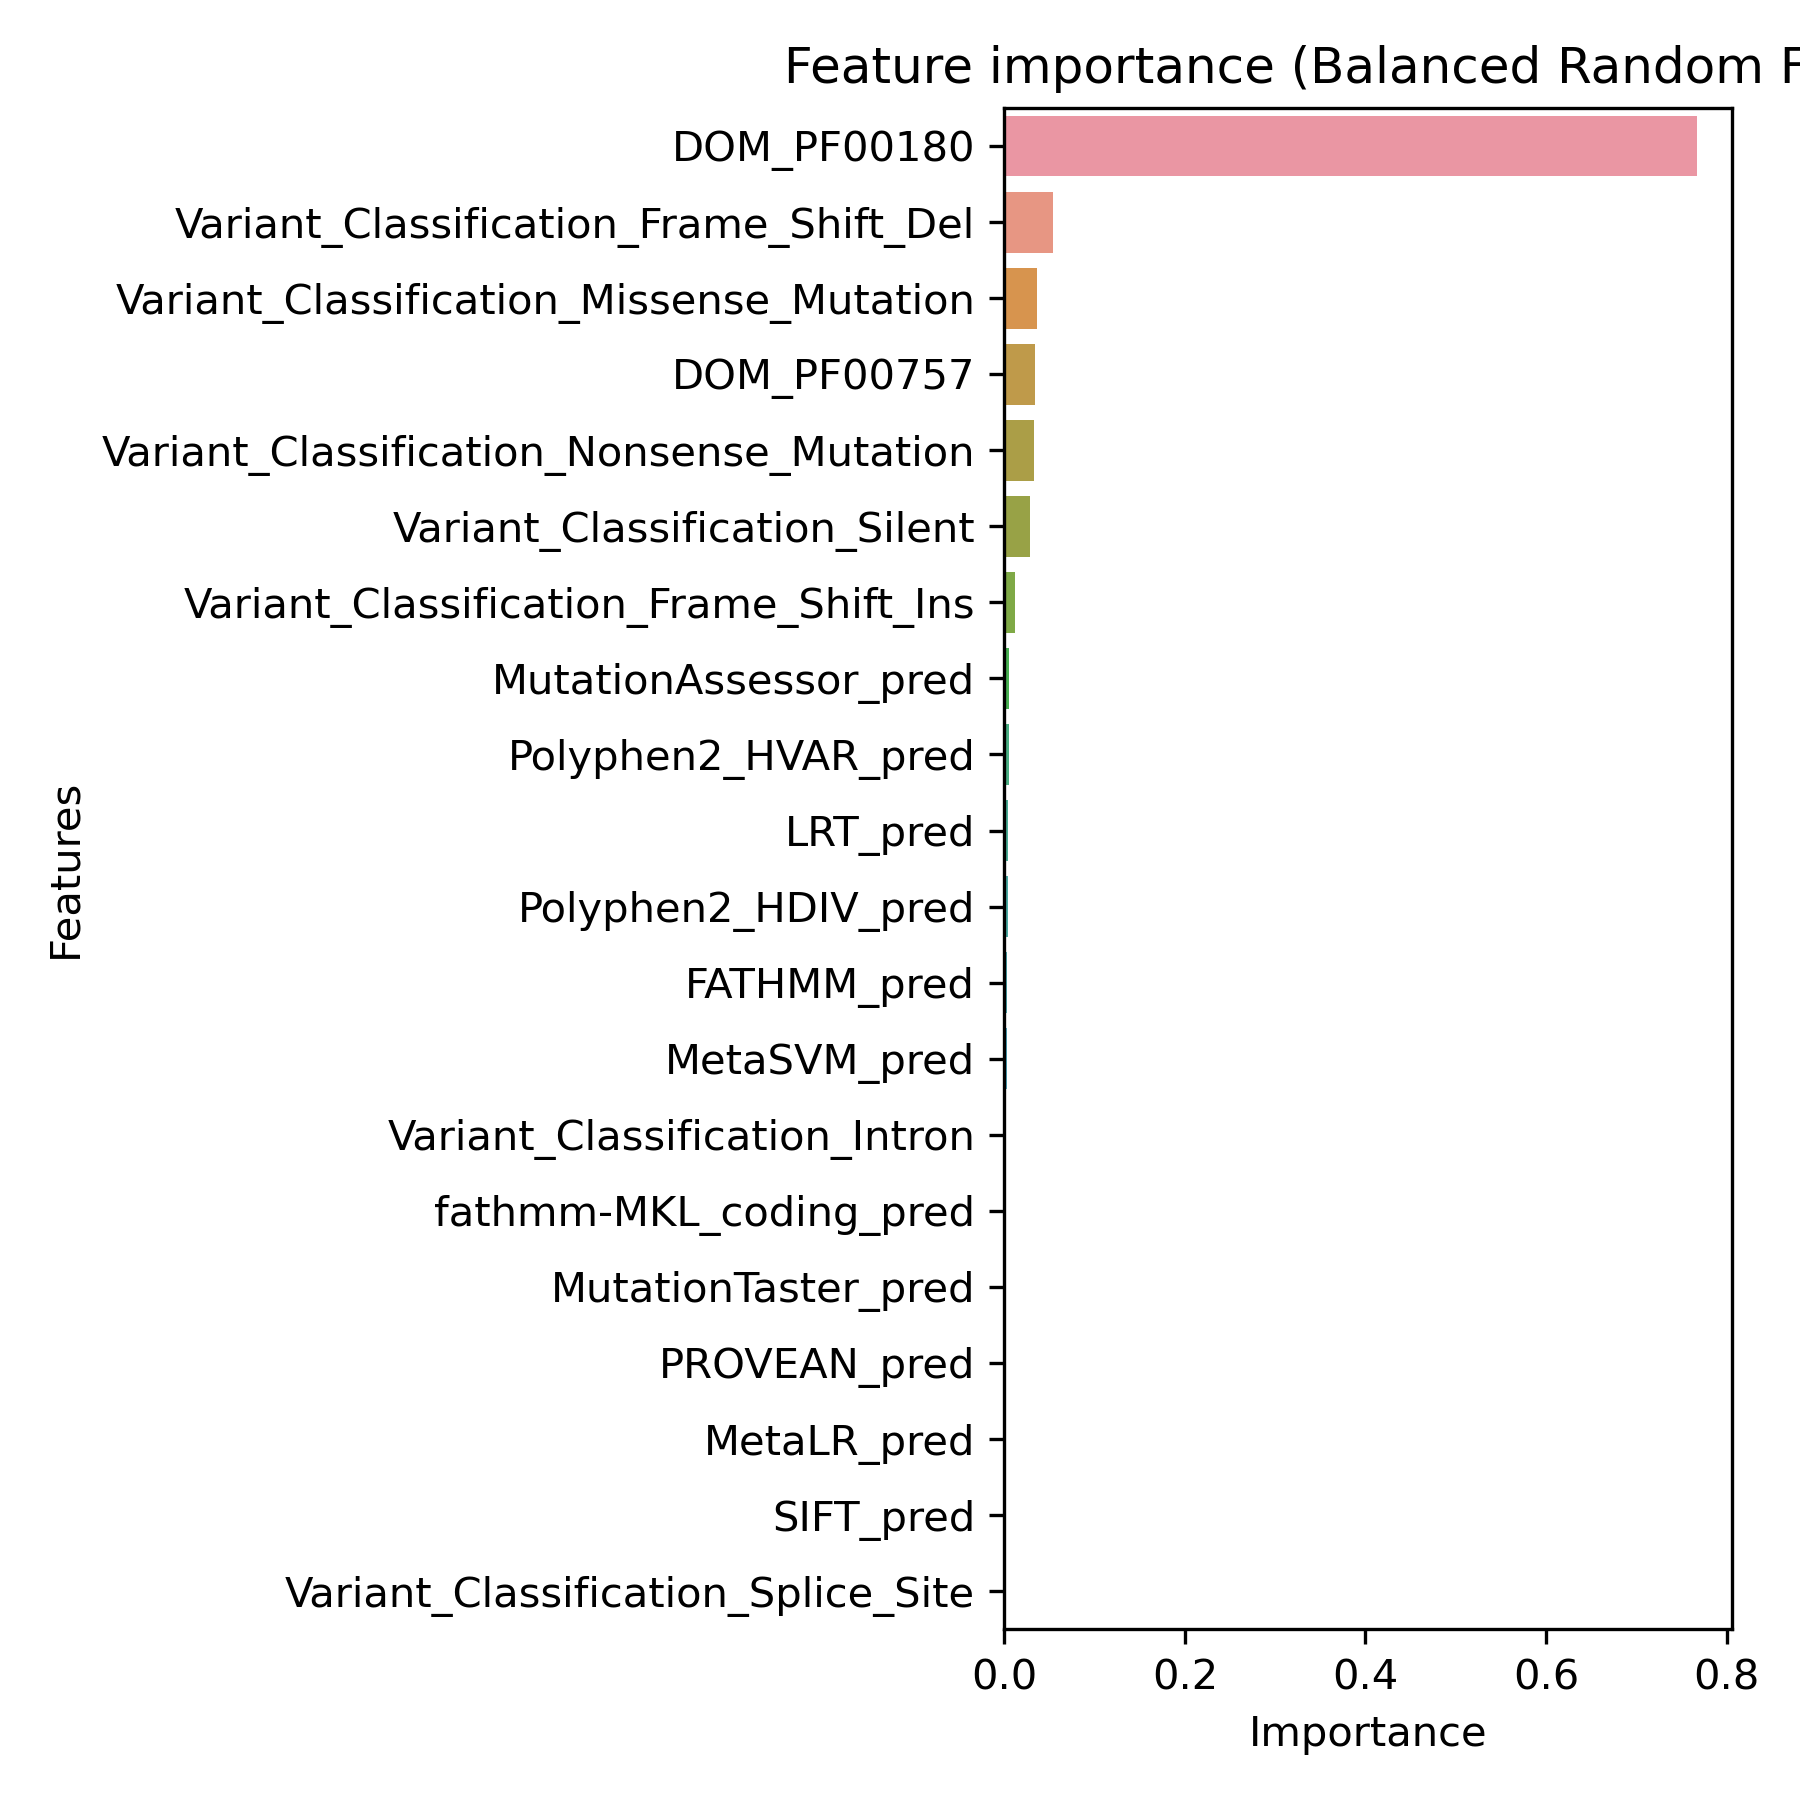 Feature importance (Balanced Random F
DOM_PF00180
Variant_Classification_Frame_Shift_Del
Variant_Classification_Missense_Mutation
DOM_PF00757
Variant_Classification_Nonsense_Mutation
Variant_Classification_Silent
Variant_Classification_Frame_Shift_Ins
MutationAssessor_pred
Polyphen2_HVAR_pred
LRT_pred
Polyphen2_HDIV_pred
FATHMM_pred
MetaSVM_pred
Variant_Classification_Intron
fathmm-MKL_coding_pred
MutationTaster_pred
PROVEAN_pred
MetaLR_pred
SIFT_pred
Variant_Classification_Splice_Site
Features
0.0 0.2 0.4 0.6 0.8
Importance